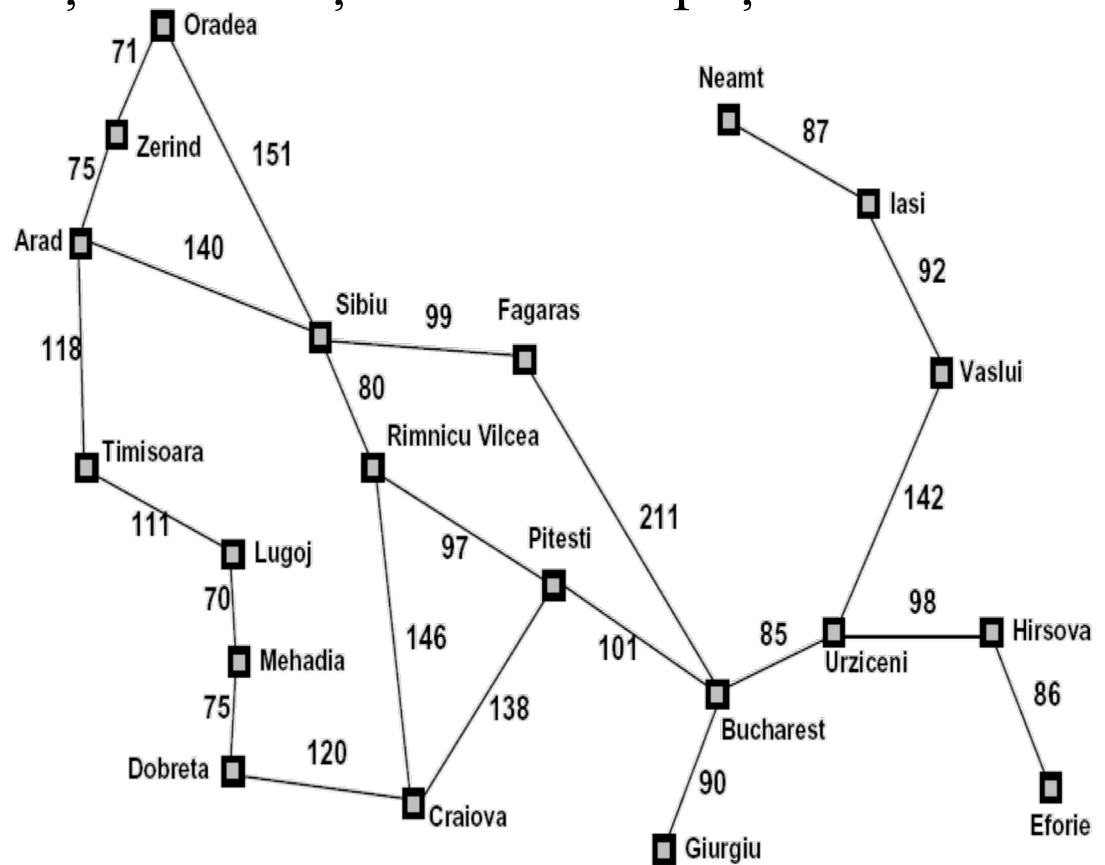 Oradea
71
Neamt
87
Zerind
151
75
Iasi
Arad
140
92
Sibiu
99
Fagaras
118
80
Vaslui
Rimnicu Vilcea
Timisoara
142
111
211
97
Pitesti
Lugoj
70
98
85
Hirsova
146
101
Urziceni
Mehadia
86
75
138
Bucharest
120
Dobreta
90
Craiova
Eforie
Giurgiu